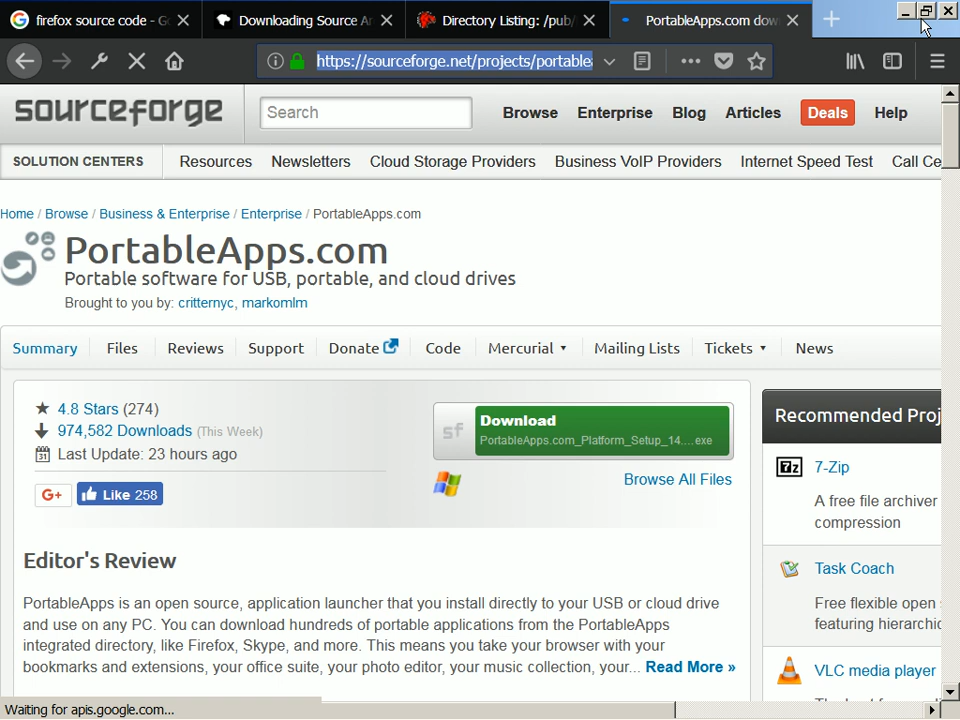 firefox source code - Go
Downloading Source Ar
Directory Listing: /pub/
PortableApps.com dow
https://sourceforge.net/projects/portable
sourceforge
Search
Browse
Enterprise
Blog
Articles
Deals
Help
SOLUTION CENTERS
Resources
Newsletters
Cloud Storage Providers
Business VoIP Providers
Internet Speed Test
Call Ce
Home / Browse / Business & Enterprise / Enterprise / PortableApps.com
PortableApps.com
Portable software for USB, portable, and cloud drives
Brought to you by: critternyc, markomlm
Summary
Files
Reviews
Support
Donate
Code
Mercurial
Mailing Lists
Tickets
News
4.8 Stars (274)
974,582 Downloads (This Week)
31
Last Update: 23 hours ago
G+
Like 258
sf
Download
PortableApps.com_Platform_Setup_14....exe
Browse All Files
Editor's Review
PortableApps is an open source, application launcher that you install directly to your USB or cloud drive
and use on any PC. You can download hundreds of portable applications from the PortableApps
integrated directory, like Firefox, Skype, and more. This means you take your browser with your
bookmarks and extensions, your office suite, your photo editor, your music collection, your... Read More »
Recommended Proj
7z
7-Zip
A free file archiver
compression
Task Coach
Free flexible open
featuring hierarchic
VLC media player
Waiting for apis.google.com...